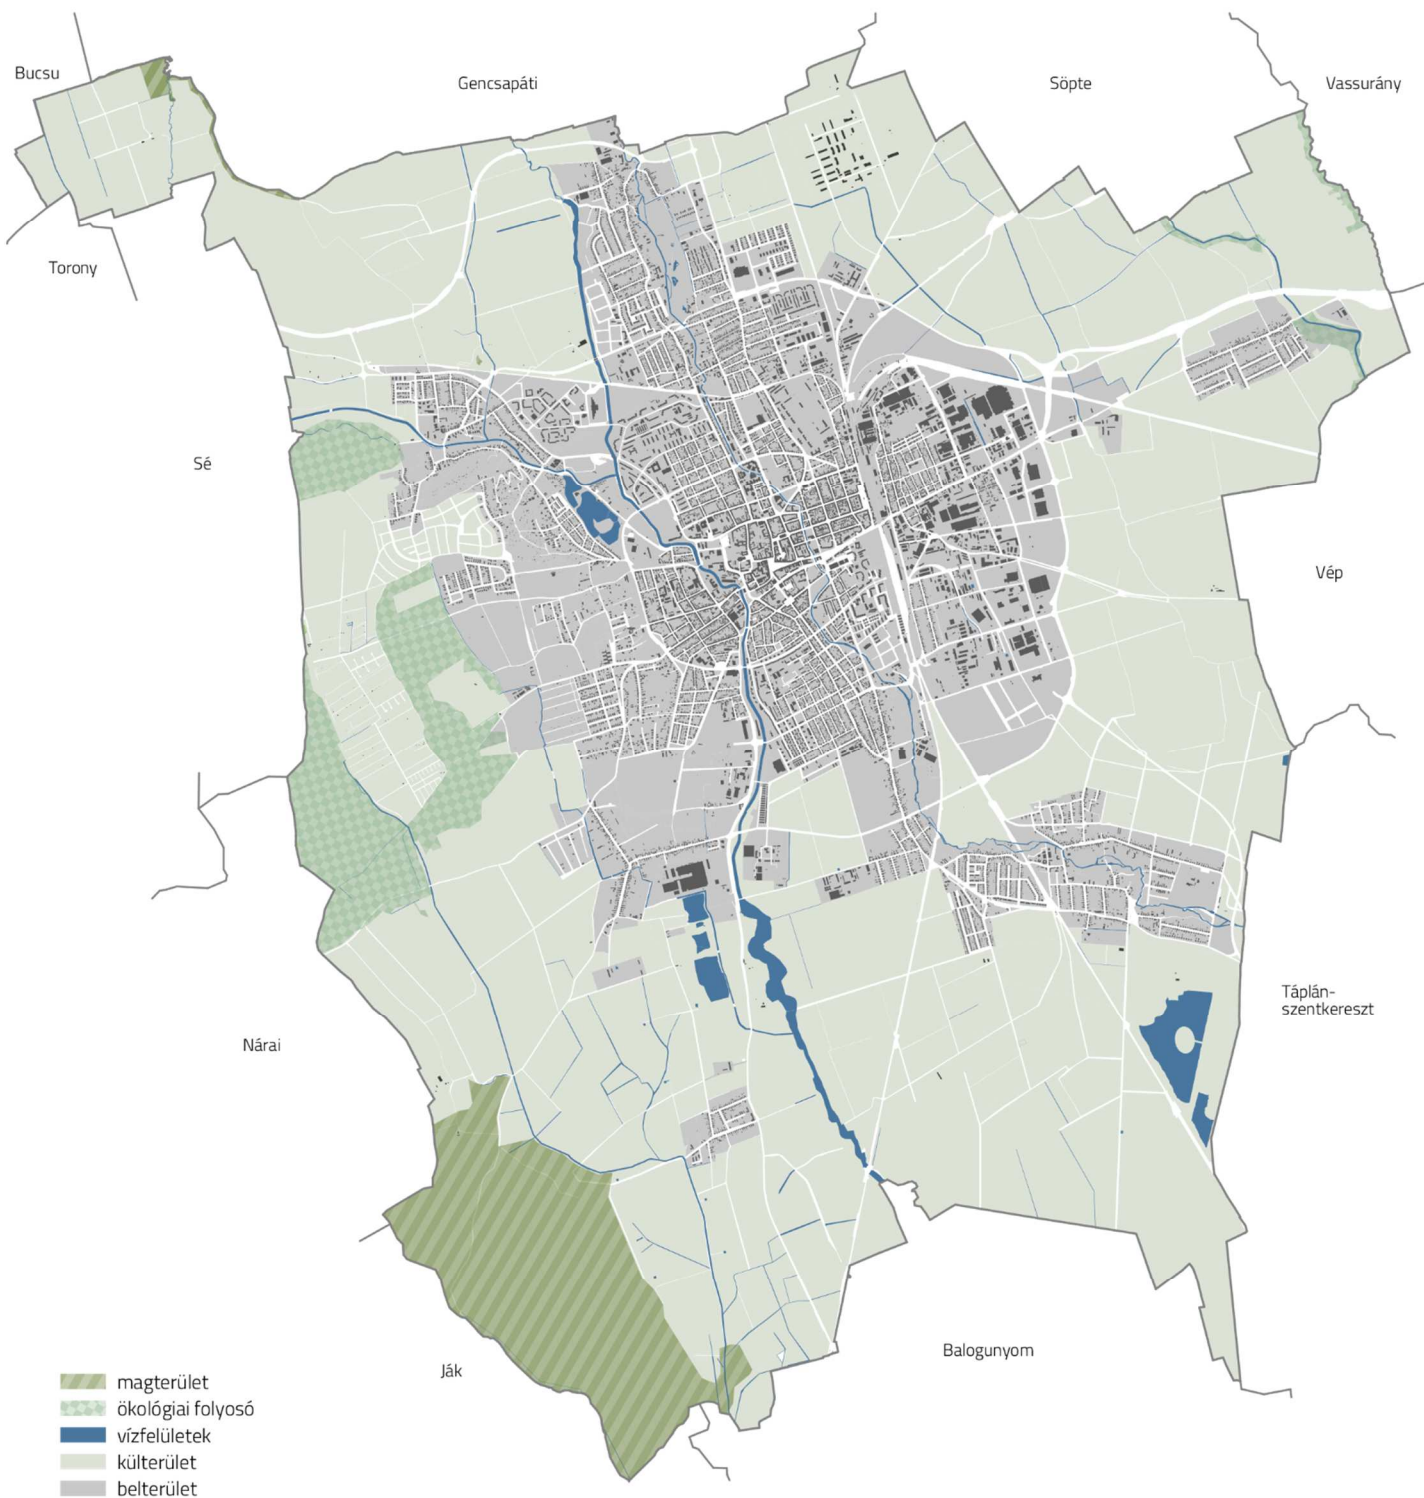 Bucsu
Gencsapáti
Söpte
Vassurány
Torony
Sé
Vép
Táplán-
szentkereszt
Nárai
Balogunyom
Ják
magterület
ökológiai folyosó
vízfelületek
külterület
belterület